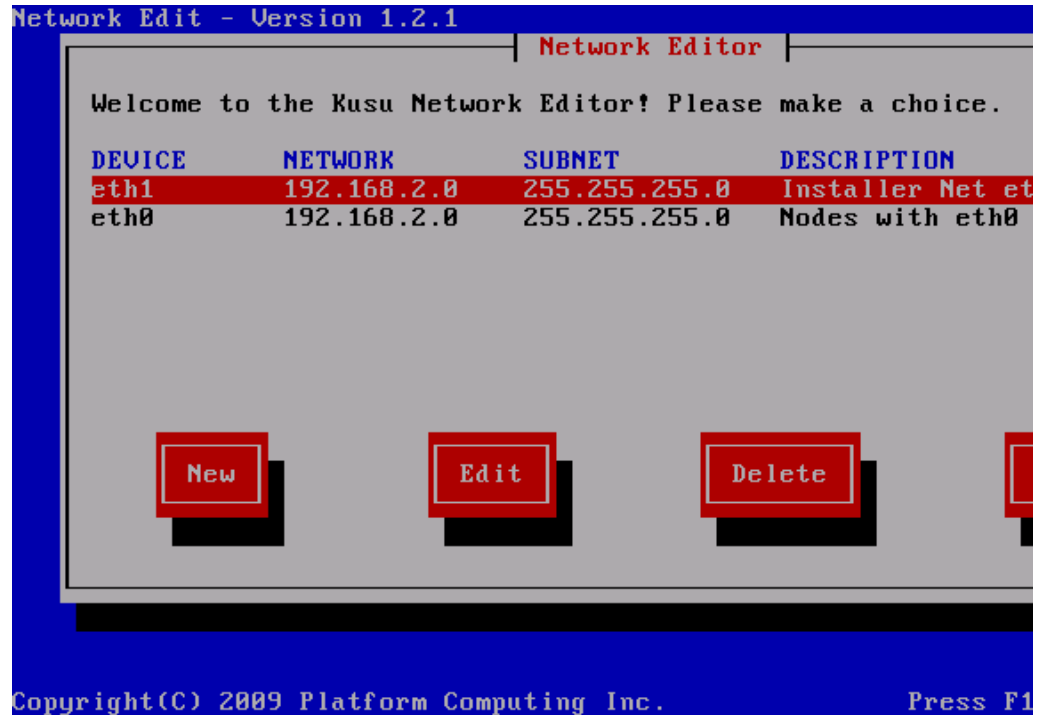 Network Edit - Version 1.2.1
Network Editor
Welcome to the Kusu Network Editor! Please make a choice.
DEVICE NETWORK SUBNET DESCRIPTION
eth1 192.168.2.0 255.255.255.0 Installer Net et
eth0 192.168.2.0 255.255.255.0 Nodes with eth0
New Edit Delete
Copyright(C) 2009 Platform Computing Inc. Press F1